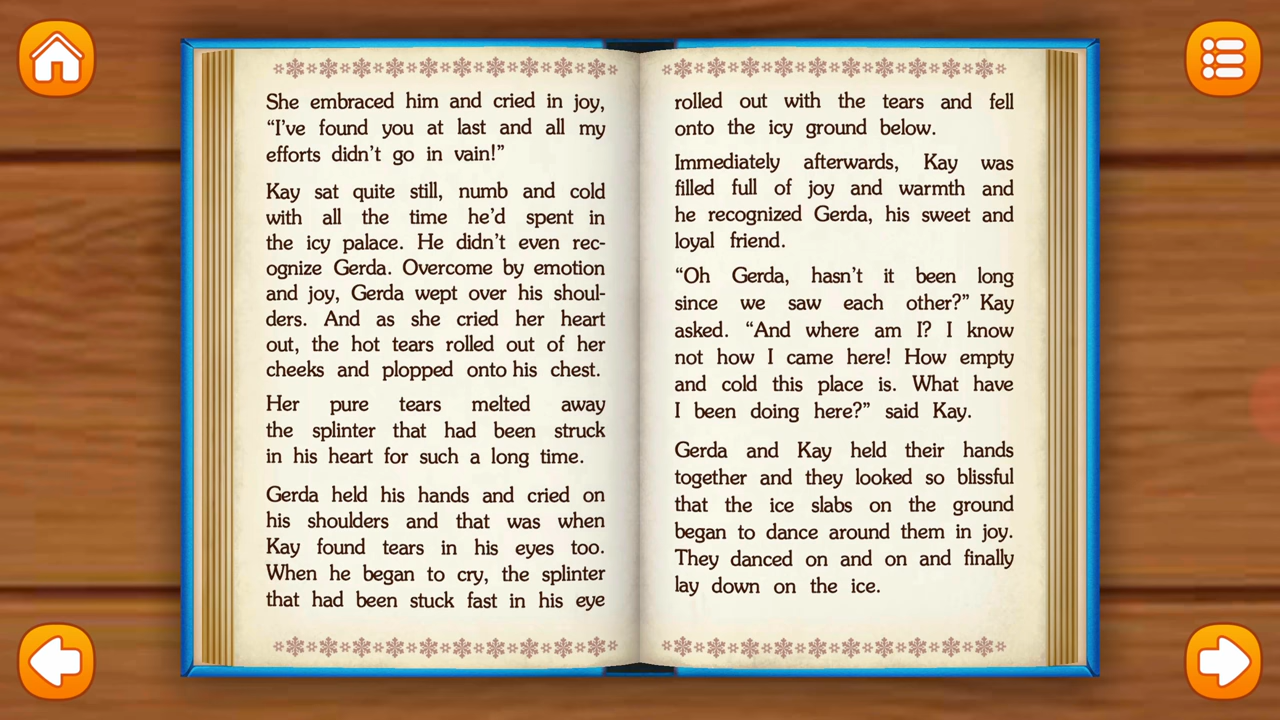 She embraced him and cried in joy,
“I’ve found you at last and all my
efforts didn’t go in vain!”
Kay sat quite still, numb and cold
with all the time he’d spent in
the icy palace. He didn’t even rec-
ognize Gerda. Overcome by emotion
and joy, Gerda wept over his shoul-
ders. And as she cried her heart
out, the hot tears rolled out of her
cheeks and plopped onto his chest.
Her pure tears melted away
the splinter that had been struck
in his heart for such a long time.
Gerda held his hands and cried on
his shoulders and that was when
Kay found tears in his eyes too.
When he began to cry, the splinter
that had been stuck fast in his eye
rolled out with the tears and fell
onto the icy ground below.
Immediately afterwards, Kay was
filled full of joy and warmth and
he recognized Gerda, his sweet and
loyal friend.
“Oh Gerda, hasn’t it been long
since we saw each other?” Kay
asked. “And where am I? I know
not how I came here! How empty
and cold this place is. What have
I been doing here?” said Kay.
Gerda and Kay held their hands
together and they looked so blissful
that the ice slabs on the ground
began to dance around them in joy.
They danced on and on and finally
lay down on the ice.